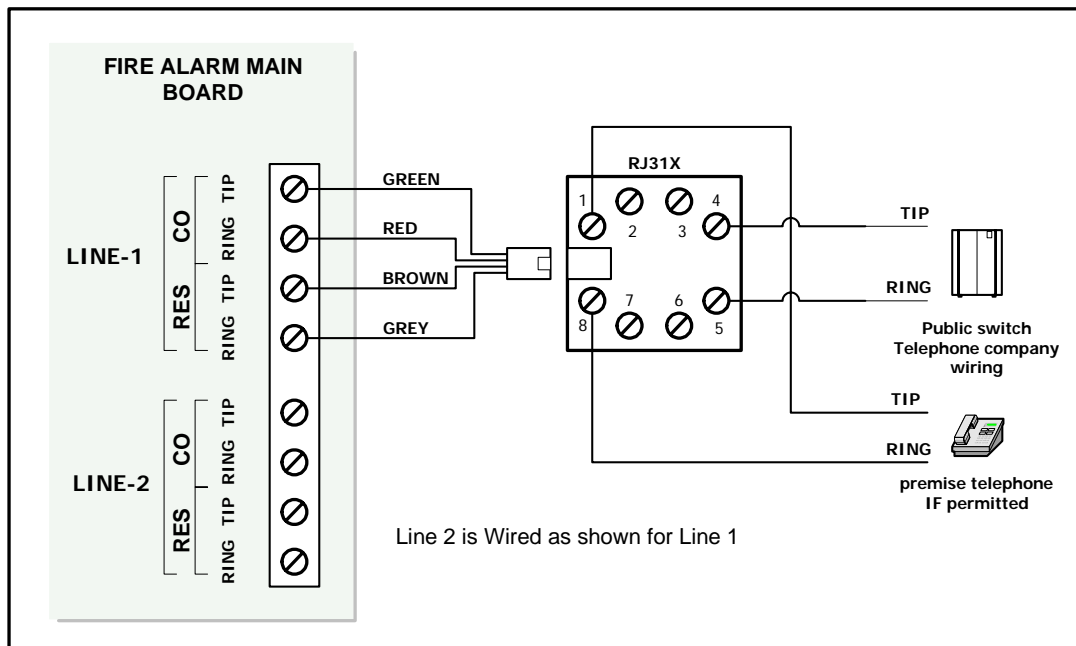 FIRE ALARM MAIN
BOARD
LINE-1
CO
RES
TIP
RING
TIP
RING
GREEN
RED
BROWN
GREY
RJ31X
1
2
3
4
8
7
6
5
TIP
RING
Public switch
Telephone company
wiring
TIP
RING
premise telephone
IF permitted
LINE-2
CO
RES
TIP
RING
TIP
RING
Line 2 is Wired as shown for Line 1